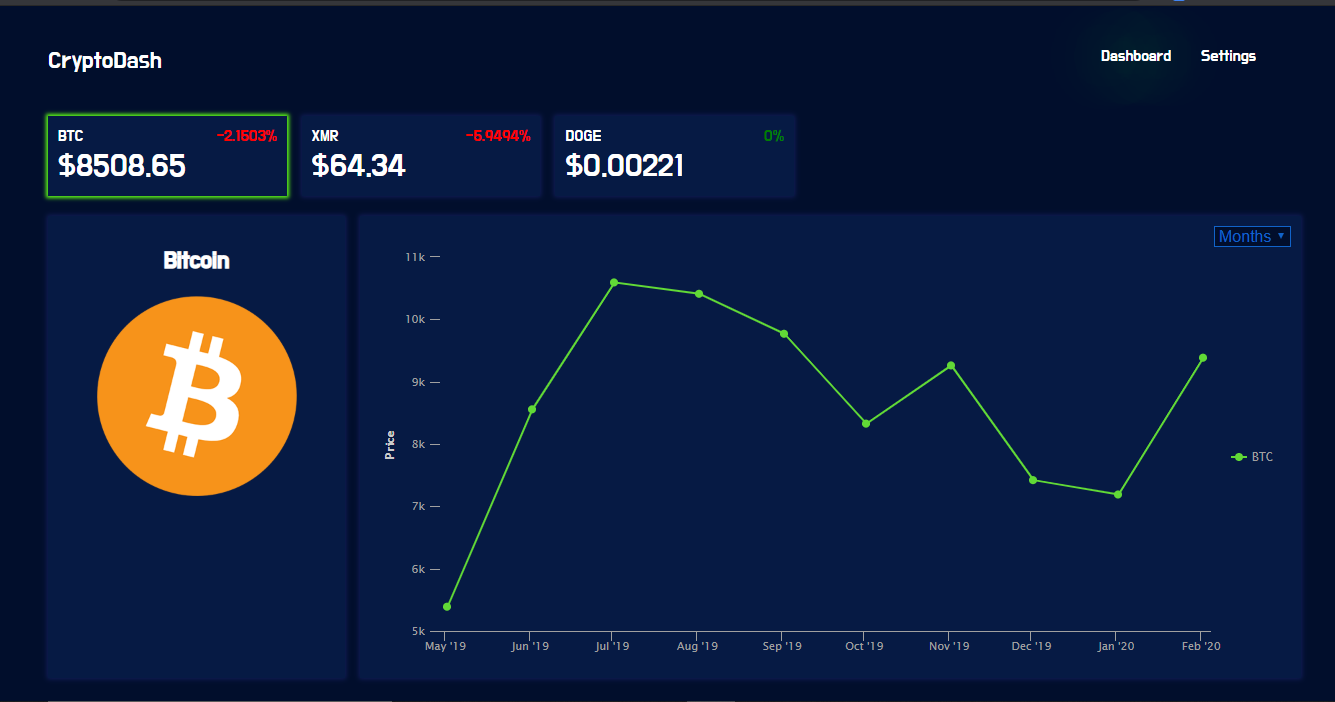 CryptoDash
Dashboard Settings
BTC -2.1503%
$8508.65
XMR -5.9494%
$64.34
DOGE 0%
$0.00221
Bitcoin
Months
11k
10k
9k
8k
7k
6k
5k
Price
May '19 Jun '19 Jul '19 Aug '19 Sep '19 Oct '19 Nov '19 Dec '19 Jan '20 Feb '20
BTC